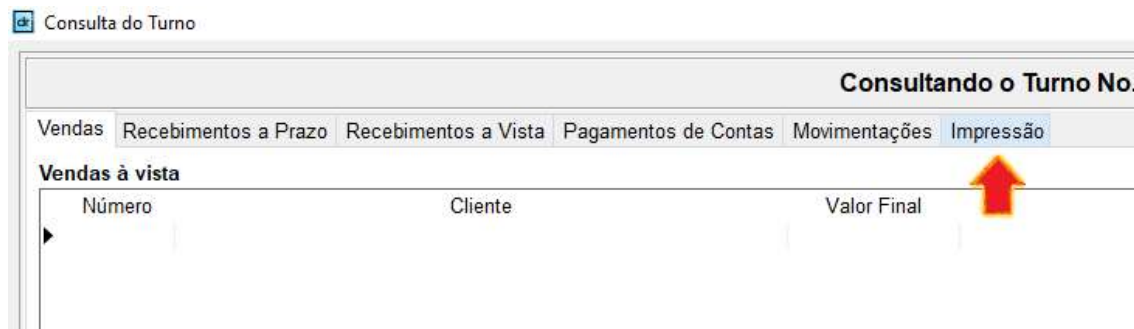 Consulta do Turno
Consultando o Turno No.
Vendas Recebimentos a Prazo Recebimentos a Vista Pagamentos de Contas Movimentações Impressão
Vendas à vista
Número Cliente Valor Final